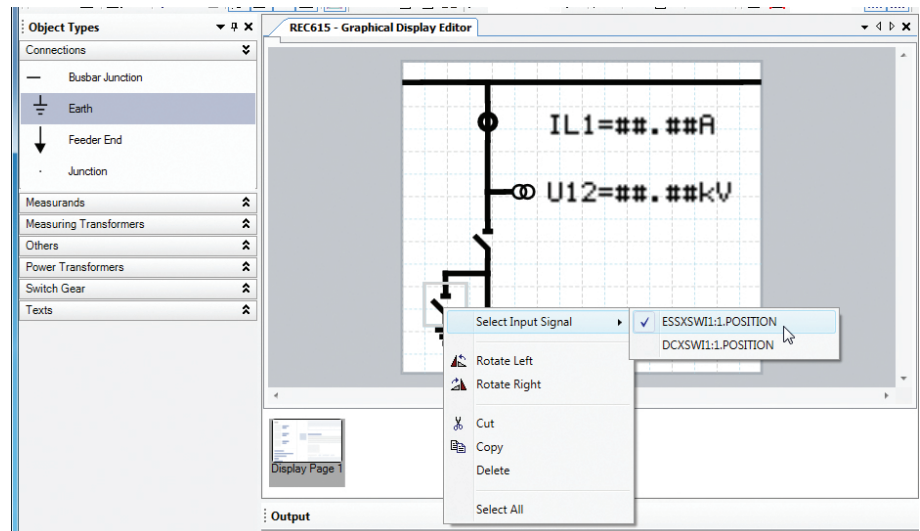 Object Types
Connections
Busbar Junction
Earth
Feeder End
Junction
Measurands
Measuring Transformers
Others
Power Transformers
Switch Gear
Texts
REC615 - Graphical Display Editor
IL1=##.##A
U12=##.##kV
Select Input Signal
Rotate Left
Rotate Right
Cut
Copy
Delete
Select All
ESSXSWI1:1.POSITION
DCXSWI1:1.POSITION
Display Page 1
Output